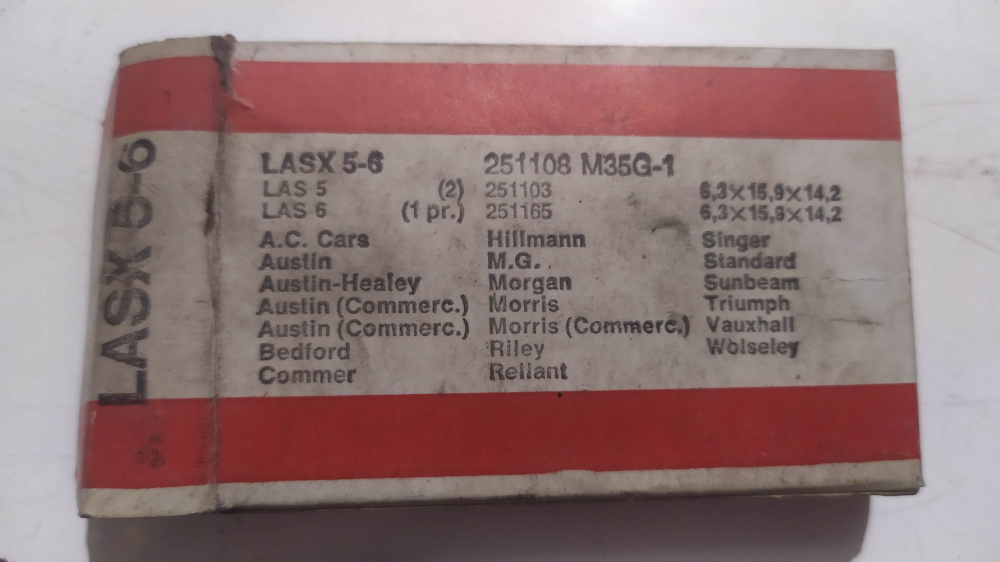 LASX 5-6
LASX 5-6 251108 M35G-1
LAS 5 (2) 251103 6,3×15,9×14,2
LAS 6 (1 pr.) 251165 6,3×15,9×14,2
A.C. Cars Hillmann Singer
Austin M.G. Standard
Austin-Healey Morgan Sunbeam
Austin (Commerc.) Morris Triumph
Austin (Commerc.) Morris (Commerc.) Vauxhall
Bedford Riley Wolseley
Commer Reliant